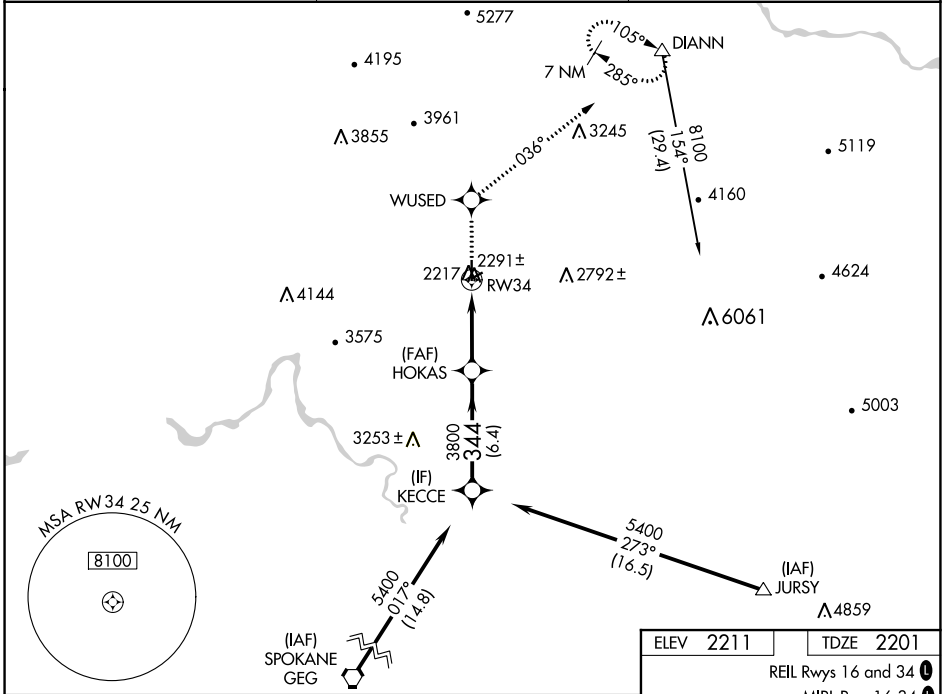 5277
105°
DIANN
4195
7 NM
285°
3961
3855
3245
036°
8100
154°
(29.4)
5119
WUSED
4160
2291±
2217
RW34
2792±
4624
4144
6061
3575
(FAF)
HOKAS
5003
3253±
3800
344
(6.4)
(IF)
KECCE
MSA RW34 25 NM
8100
5400
273°
(16.5)
5400
017°
(14.8)
(IAF)
JURSY
4859
(IAF)
SPOKANE
GEG
ELEV 2211
TDZE 2201
REIL Rwys 16 and 34 L